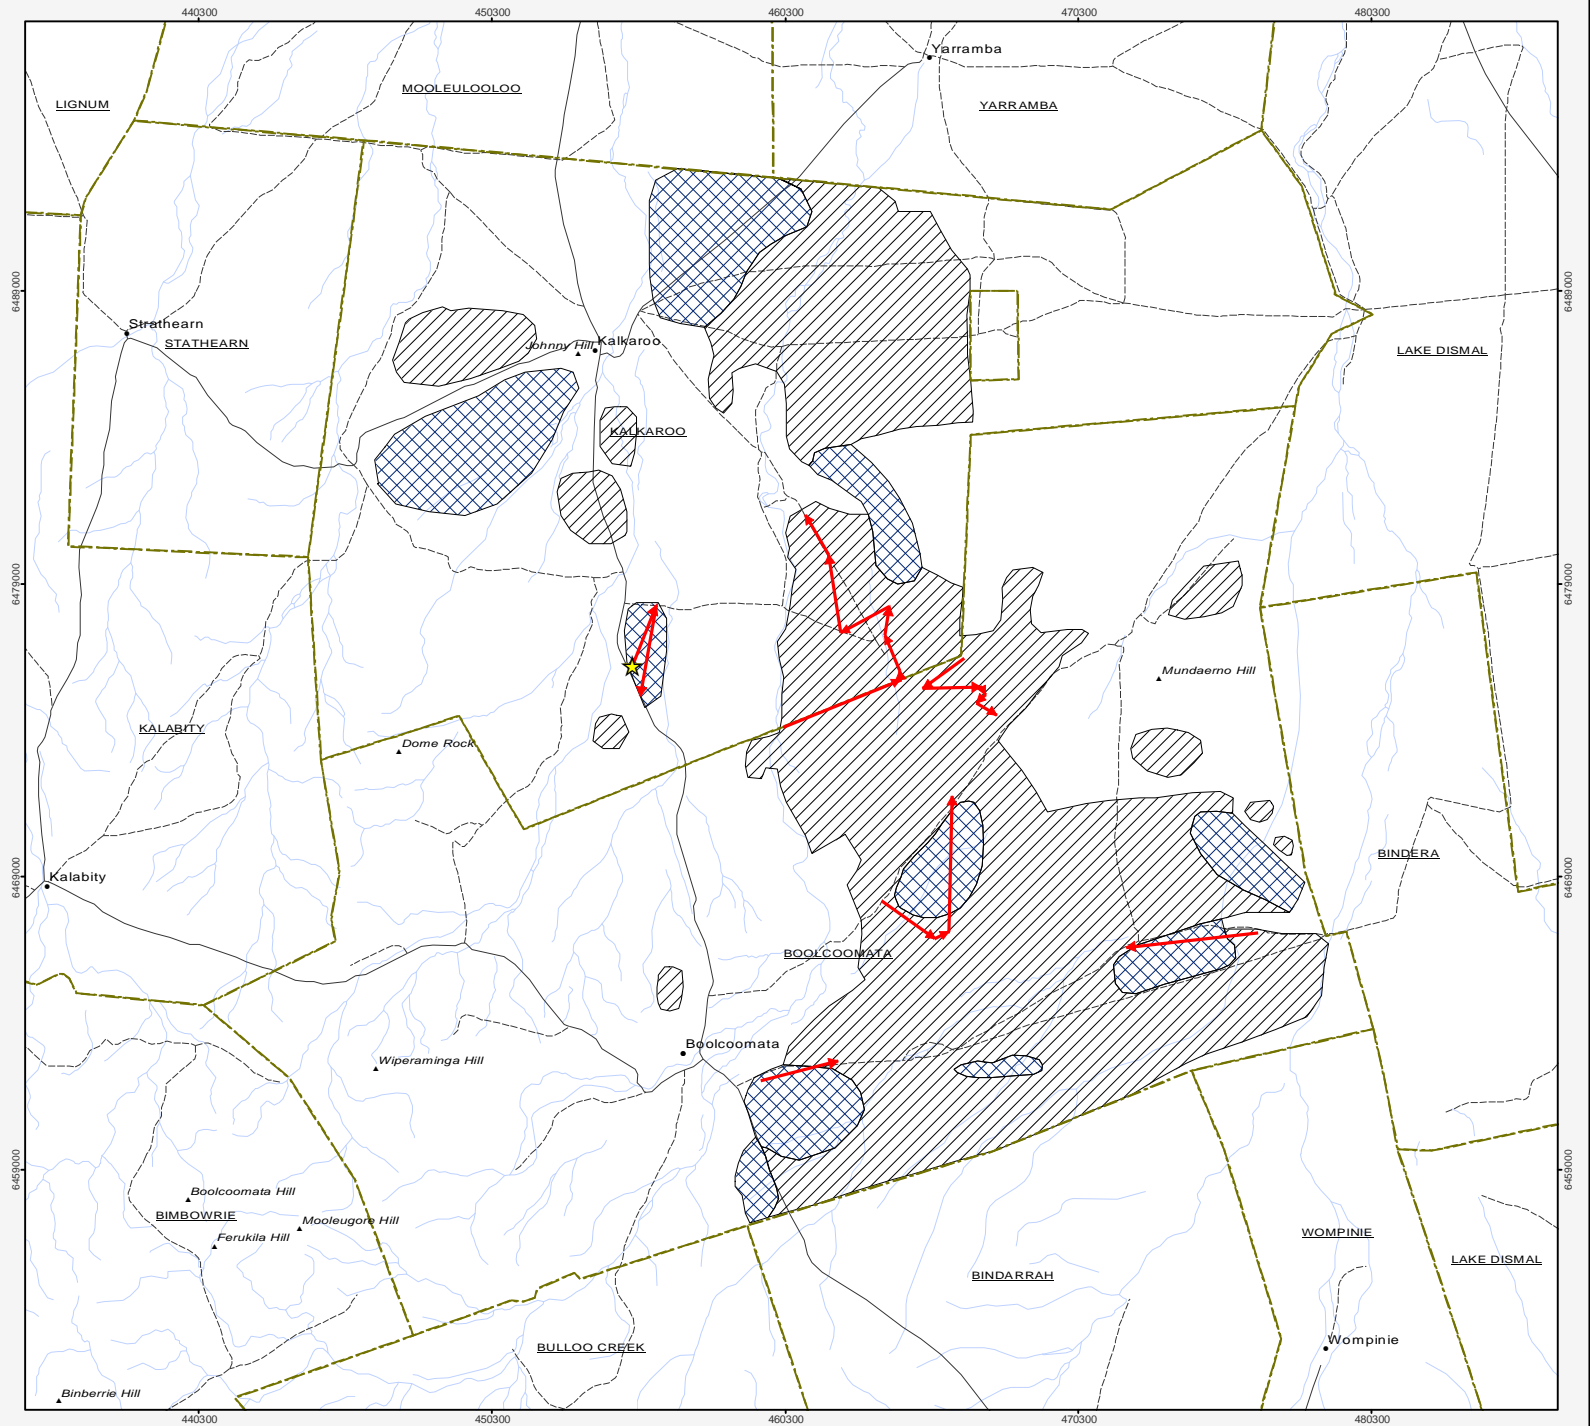 440300 450300 460300 470300 480300
Yarramba
MOOLEULOOLOO
LIGNUM
YARRAMBA
6489000
6489000
Strathearn
STATHEARN
Johnny Hill
Kalkaroo
LAKE DISMAL
KALKAROO
6479000
6479000
Mundaerno Hill
KALABITY
Dome Rock
BINDERA
Kalabity
6469000
6469000
BOOLCOOMATA
Boolcoomata
Wiperaminga Hill
6459000
6459000
Boolcoomata Hill
BIMBOWRIE
Mooleugore Hill
Ferukila Hill
WOMPINIE
LAKE DISMAL
BINDARRAH
Wompinie
BULLOO CREEK
Binberrie Hill
440300 450300 460300 470300 480300